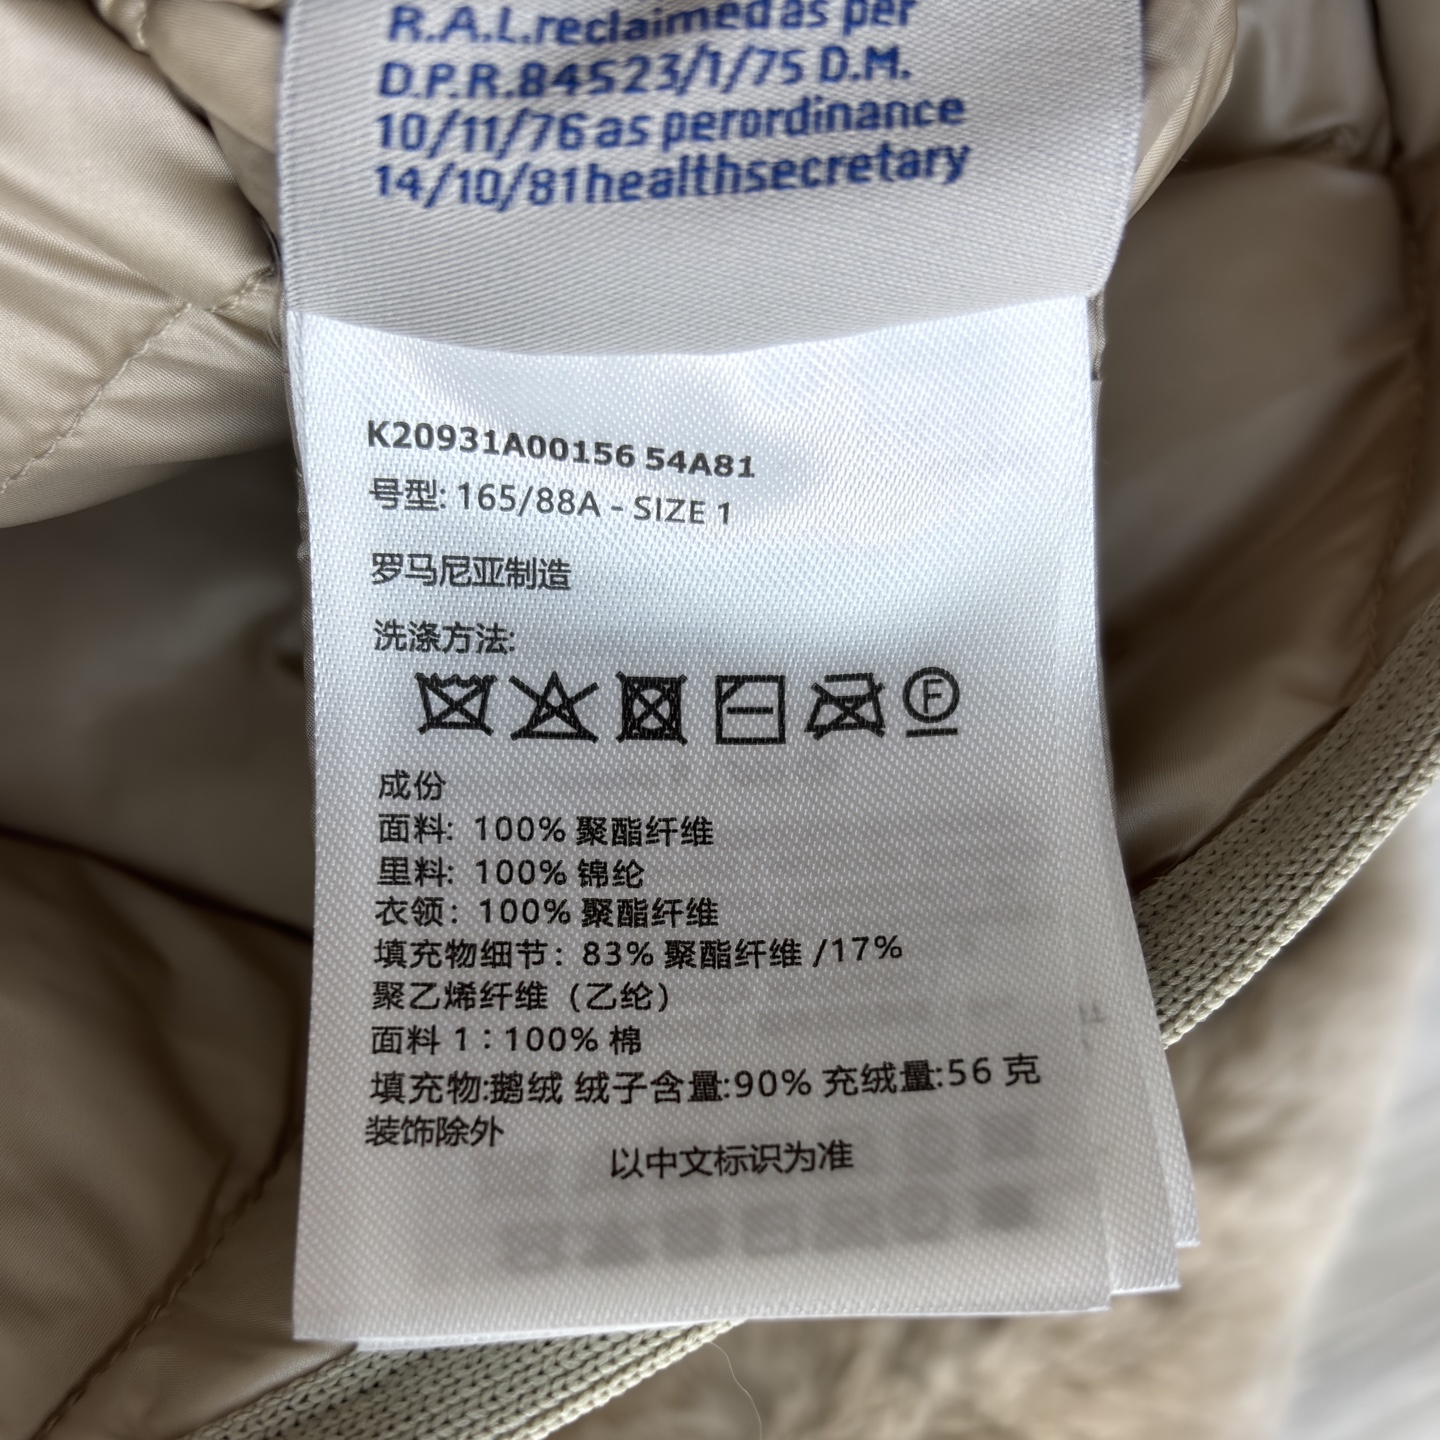 R.A.L.reclaimed as per
D.P.R.84523/1/75 D.M.
10/11/76 as perordinance
14/10/81healthsecretary
K20931A00156 54A81
号型: 165/88A - SIZE 1
罗马尼亚制造
洗涤方法:
F
成份
面料: 100% 聚酯纤维
里料: 100% 锦纶
衣领: 100% 聚酯纤维
填充物细节: 83% 聚酯纤维 /17%
聚乙烯纤维（乙纶）
面料 1: 100% 棉
填充物:鹅绒 绒子含量:90% 充绒量:56 克
装饰除外
以中文标识为准